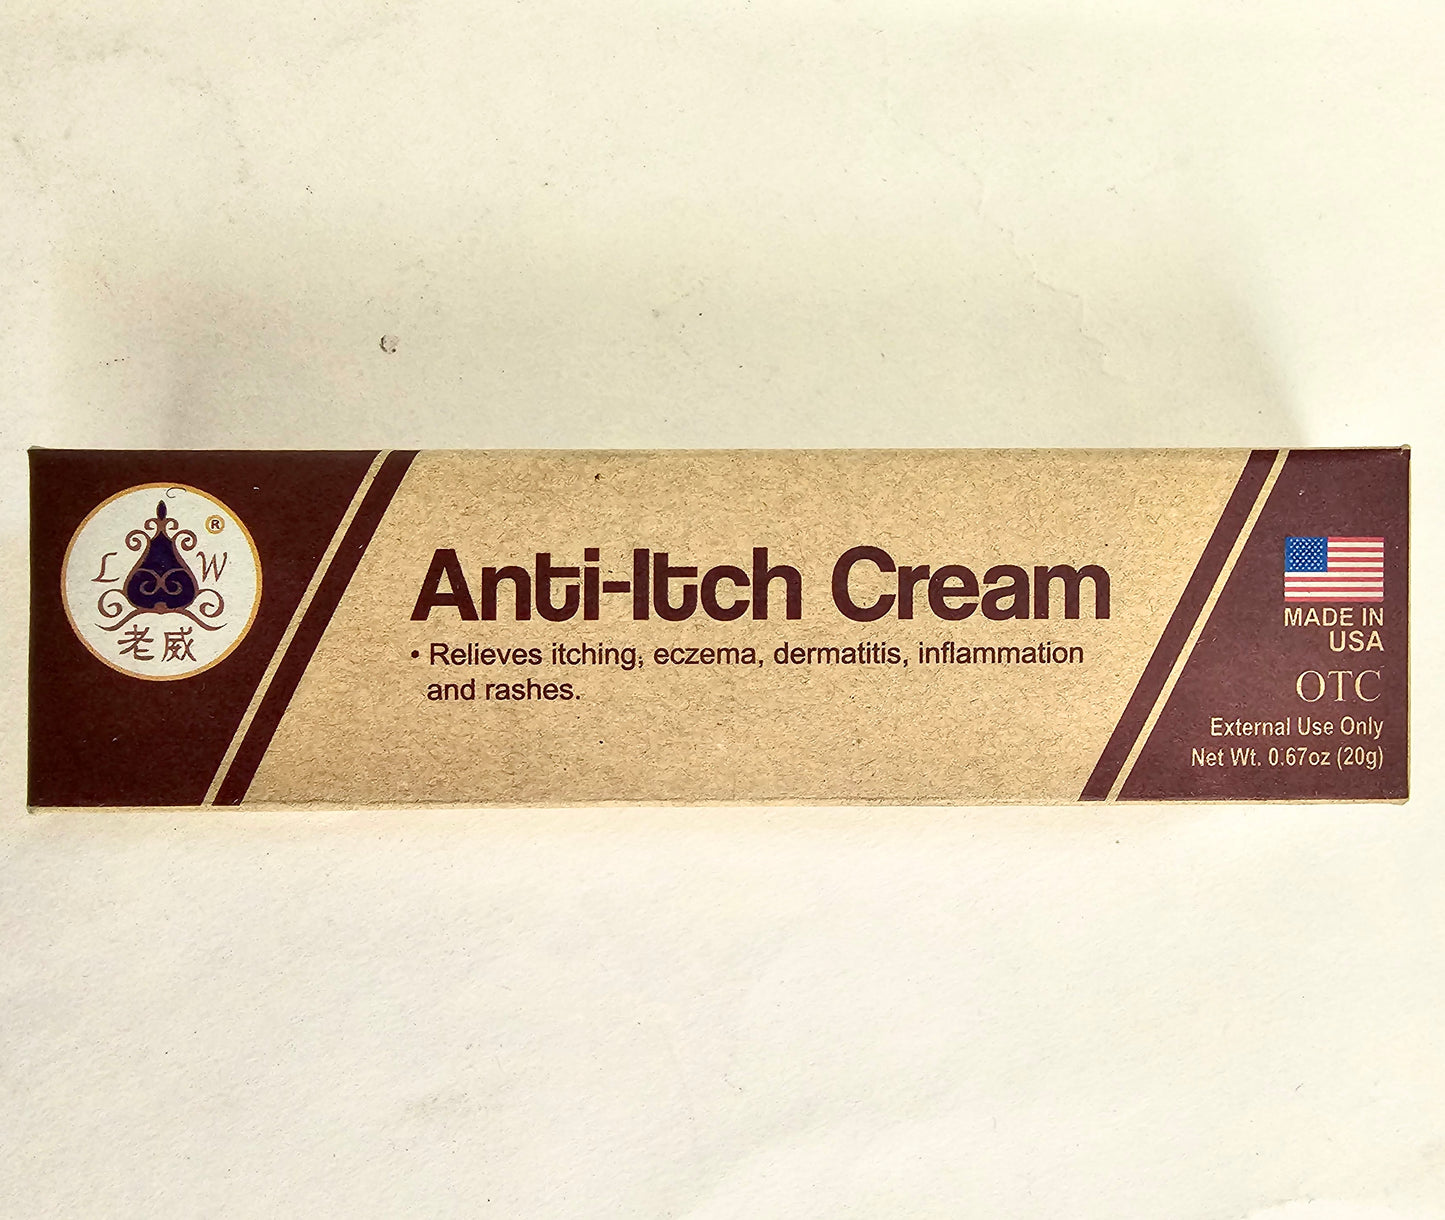 L W ®
老威
Anti-Itch Cream
• Relieves itching, eczema, dermatitis, inflammation
and rashes.
MADE IN
USA
OTC
External Use Only
Net Wt. 0.67oz (20g)